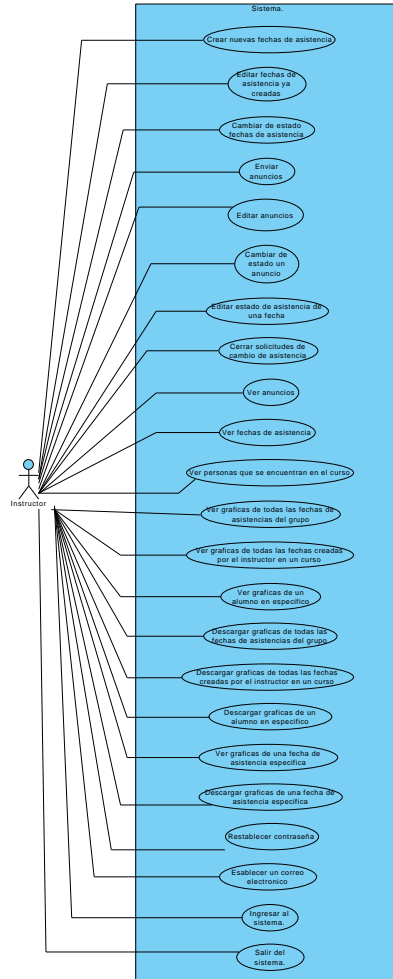 Sistema.
Crear nuevas fechas de asistencia
Editar fechas de
asistencia ya
creadas
Cambiar de estado
fechas de asistencia
Enviar
anuncios
Editar anuncios
Cambiar de
estado un
anuncio
Editar estado de asistencia de
una fecha
Cerrar solicitudes de
cambio de asistencia
Ver anuncios
Ver fechas de asistencia
Ver personas que se encuentran en el curso
Instructor
Ver graficas de todas las fechas de
asistencias del grupo
Ver graficas de todas las fechas creadas
por el instructor en un curso
Ver graficas de un
alumno en especifico
Descargar graficas de todas las
fechas de asistencias del grupo
Descargar graficas de todas las fechas
creadas por el instructor en un curso
Descargar graficas de un
alumno en especifico
Ver graficas de una fecha de
asistencia especifica
Descargar graficas de una fecha de
asistencia especifica
Restablecer contraseña
Esablecer un correo
electronico
Ingresar al
sistema.
Salir del
sistema.